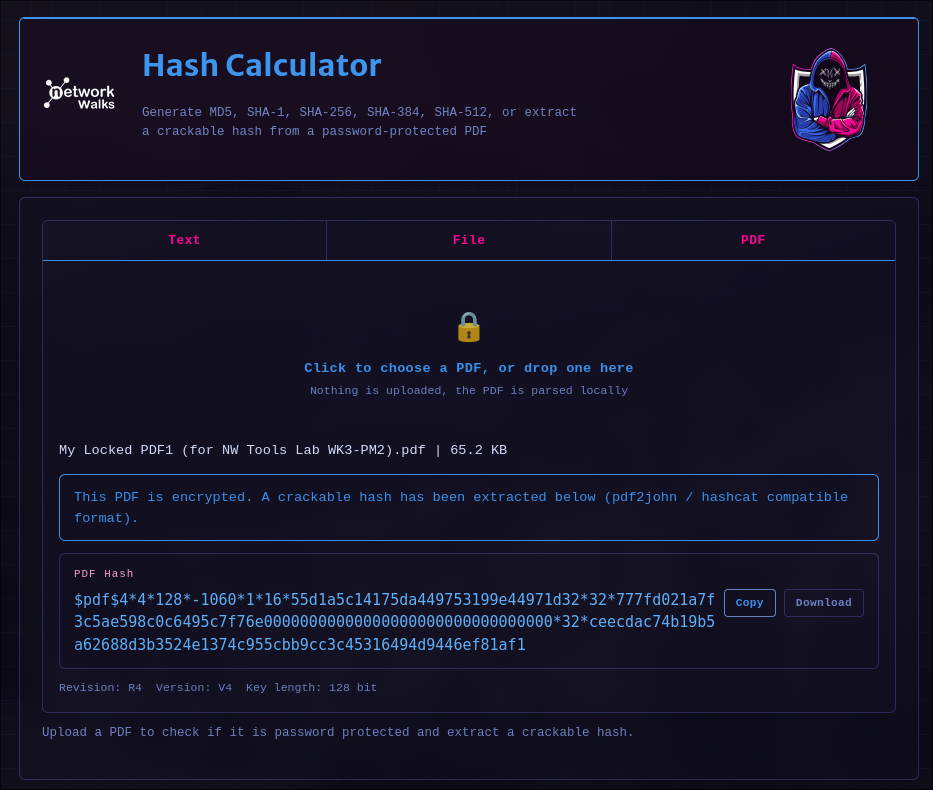 network
Walks
Hash Calculator
Generate MD5, SHA-1, SHA-256, SHA-384, SHA-512, or extract
a crackable hash from a password-protected PDF
Text
File
PDF
Click to choose a PDF, or drop one here
Nothing is uploaded, the PDF is parsed locally
My Locked PDF1 (for NW Tools Lab WK3-PM2).pdf | 65.2 KB
This PDF is encrypted. A crackable hash has been extracted below (pdf2john / hashcat compatible
format).
PDF Hash
$pdf$4*4*128*-1060*1*16*55d1a5c14175da449753199e44971d32*32*777fd021a7f
3c5ae598c0c6495c7f76e00000000000000000000000000000000*32*ceecdac74b19b5
a62688d3b3524e1374c955cbb9cc3c45316494d9446ef81af1
Copy
Download
Revision: R4 Version: V4 Key length: 128 bit
Upload a PDF to check if it is password protected and extract a crackable hash.